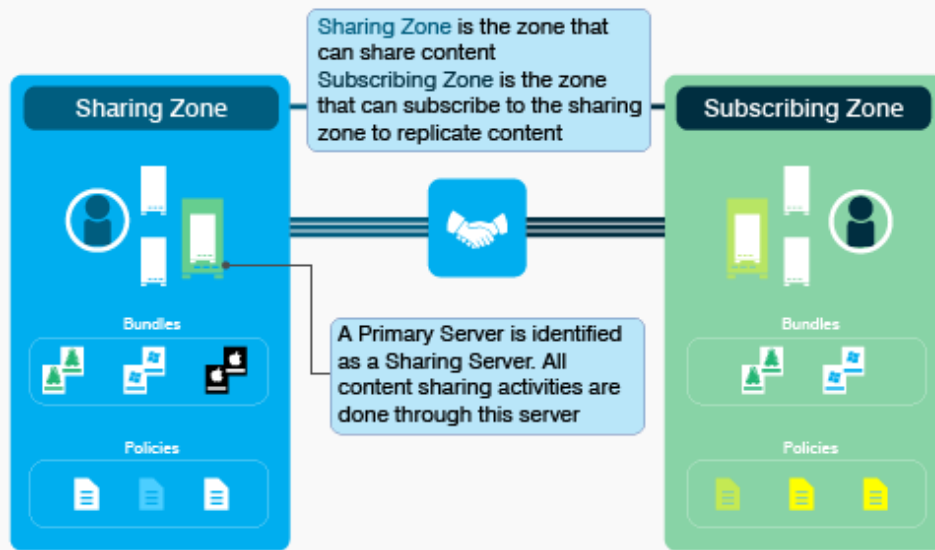 Sharing Zone is the zone that
can share content
Subscribing Zone is the zone
that can subscribe to the sharing
zone to replicate content
Sharing Zone
Subscribing Zone
Bundles
Bundles
A Primary Server is identified
as a Sharing Server. All
content sharing activities are
done through this server
Policies
Policies